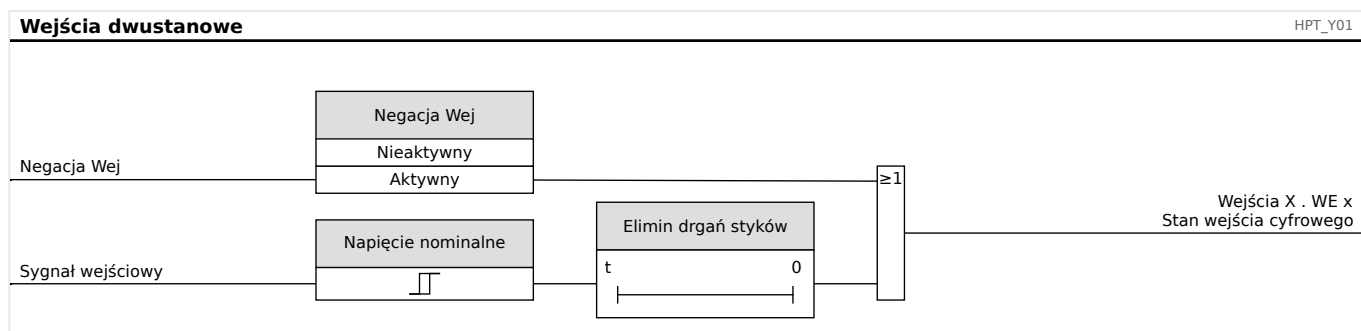 Wejścia dwustanowe
HPT_Y01
Negacja Wej
Nieaktywny
Negacja Wej
Aktywny
≥1
Wejścia X . WE x
Stan wejścia cyfrowego
Elimin drgań styków
Napięcie nominalne
t 0
Sygnał wejściowy